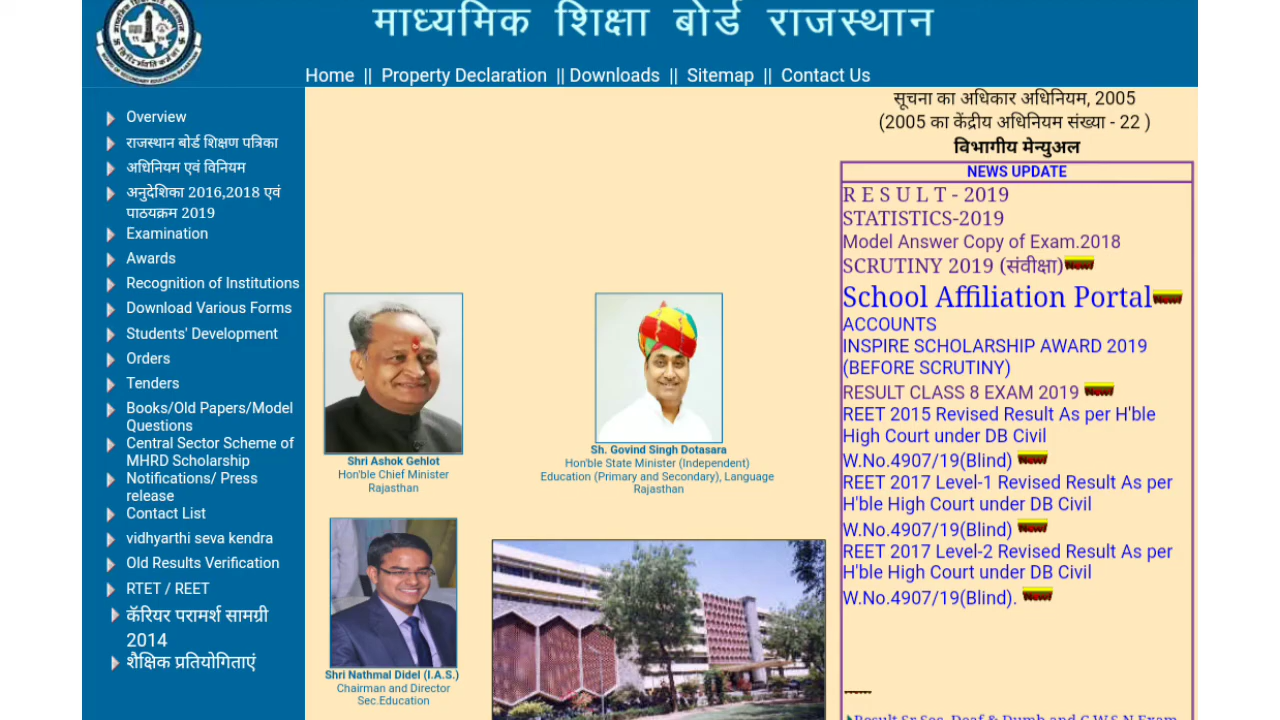 माध्यमिक शिक्षा बोर्ड राजस्थान
Home || Property Declaration || Downloads || Sitemap || Contact Us
Overview
राजस्थान बोर्ड शिक्षण पत्रिका
अधिनियम एवं विनियम
अनुदेशिका 2016,2018 एवं
पाठयक्रम 2019
Examination
Awards
Recognition of Institutions
Download Various Forms
Students' Development
Orders
Tenders
Books/Old Papers/Model
Questions
Central Sector Scheme of
MHRD Scholarship
Notifications/ Press
release
Contact List
vidhyarthi seva kendra
Old Results Verification
RTET / REET
कॅरियर परामर्श सामग्री
2014
शैक्षिक प्रतियोगिताएं
Shri Ashok Gehlot
Hon'ble Chief Minister
Rajasthan
Sh. Govind Singh Dotasara
Hon'ble State Minister (Independent)
Education (Primary and Secondary), Language
Rajasthan
Shri Nathmal Didel (I.A.S.)
Chairman and Director
Sec.Education
सूचना का अधिकार अधिनियम, 2005
(2005 का केंद्रीय अधिनियम संख्या - 22 )
विभागीय मेन्युअल
NEWS UPDATE
R E S U L T - 2019
STATISTICS-2019
Model Answer Copy of Exam.2018
SCRUTINY 2019 (संवीक्षा)
School Affiliation Portal
ACCOUNTS
INSPIRE SCHOLARSHIP AWARD 2019
(BEFORE SCRUTINY)
RESULT CLASS 8 EXAM 2019
REET 2015 Revised Result As per H'ble
High Court under DB Civil
W.No.4907/19(Blind)
REET 2017 Level-1 Revised Result As per
H'ble High Court under DB Civil
W.No.4907/19(Blind)
REET 2017 Level-2 Revised Result As per
H'ble High Court under DB Civil
W.No.4907/19(Blind).
Result Sr.Sec. Deaf & Dumb and C.W.S.N Exam